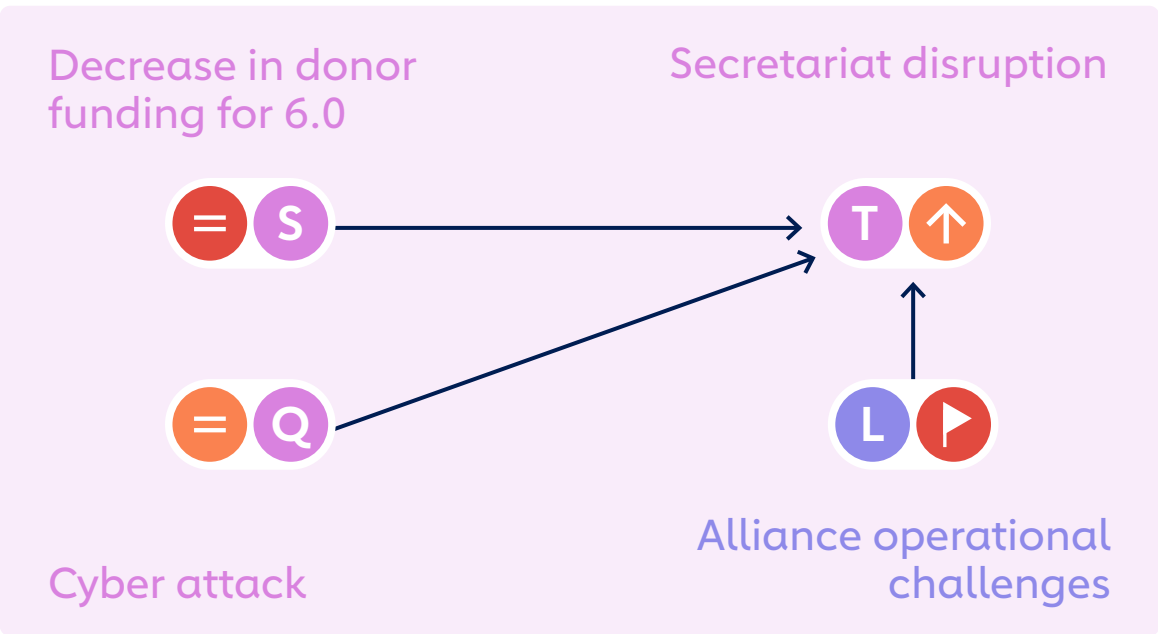 Decrease in donor
funding for 6.0
Secretariat disruption
= S
T ↑
= Q
L
Alliance operational
challenges
Cyber attack